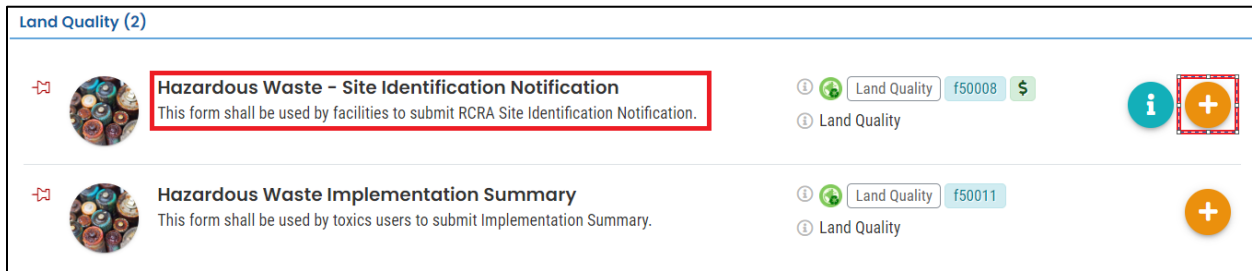 Land Quality (2)
Hazardous Waste - Site Identification Notification
This form shall be used by facilities to submit RCRA Site Identification Notification.
Land Quality f50008 $
Land Quality
Hazardous Waste Implementation Summary
This form shall be used by toxics users to submit Implementation Summary.
Land Quality f50011
Land Quality